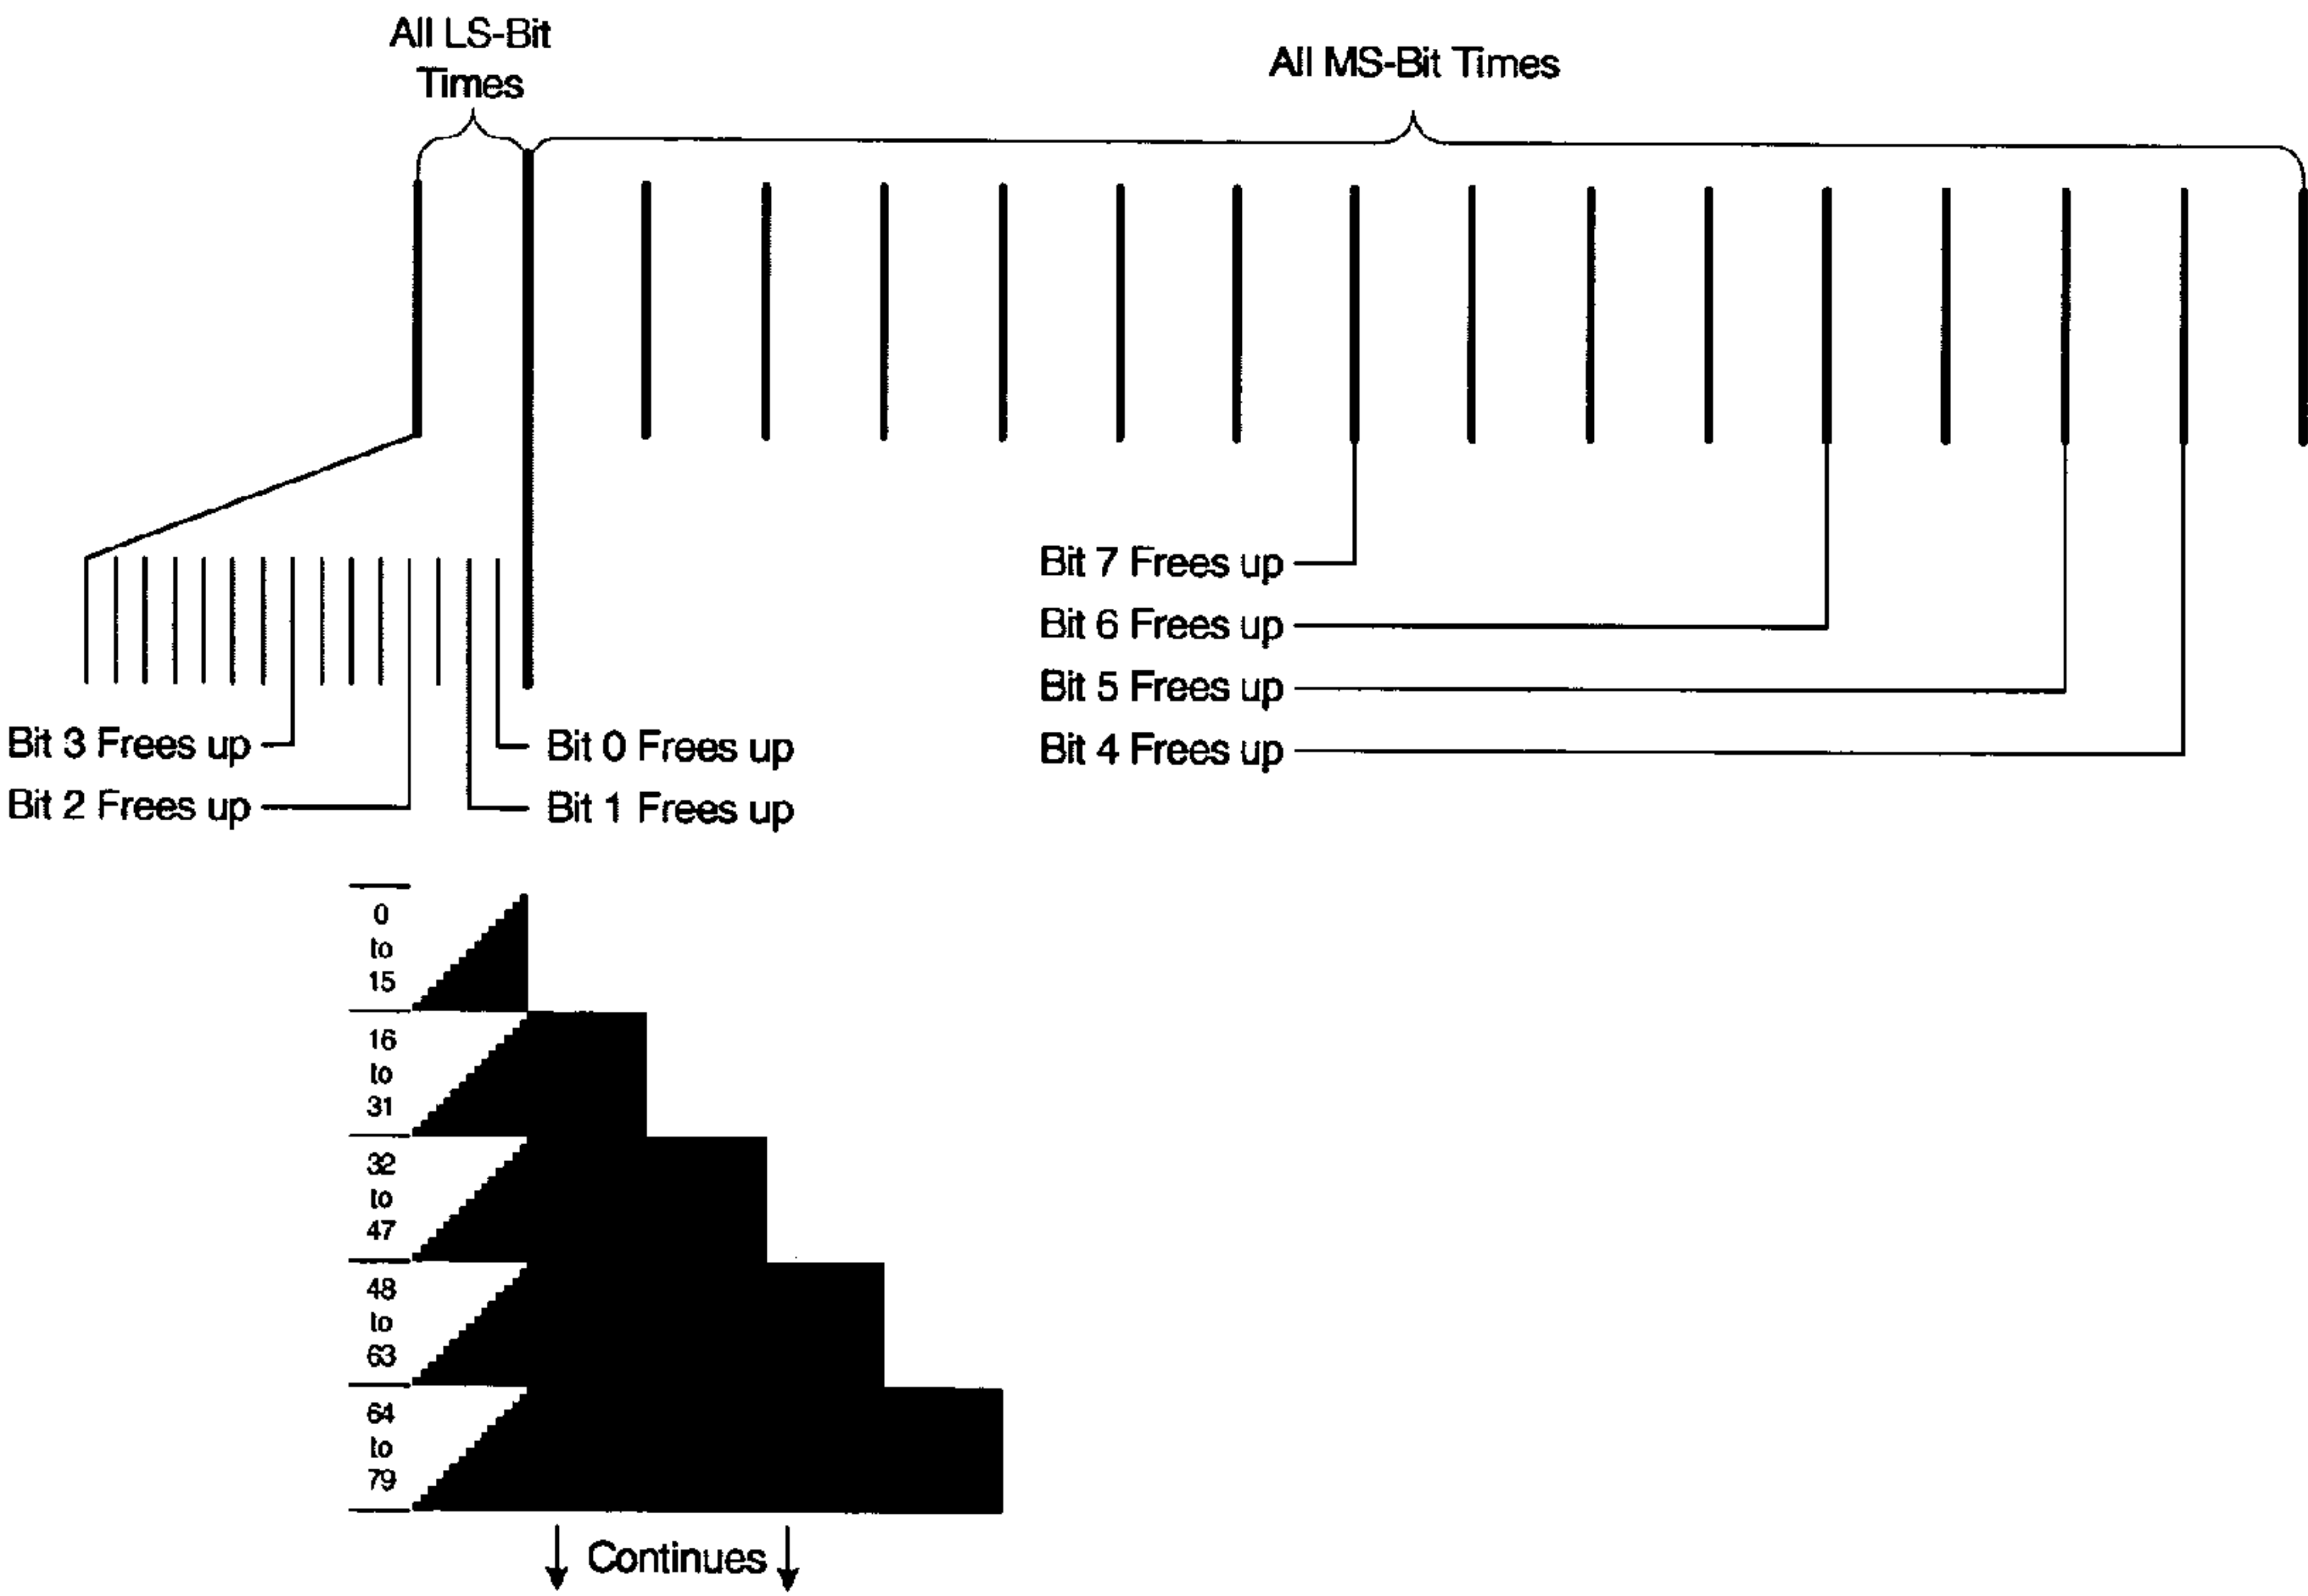 All LS-Bit
Times
All MS-Bit Times
Bit 7 Frees up
Bit 6 Frees up
Bit 5 Frees up
Bit 4 Frees up
Bit 3 Frees up
Bit 0 Frees up
Bit 2 Frees up
Bit 1 Frees up
0
to
15
16
to
31
32
to
47
48
to
63
64
to
79
Continues